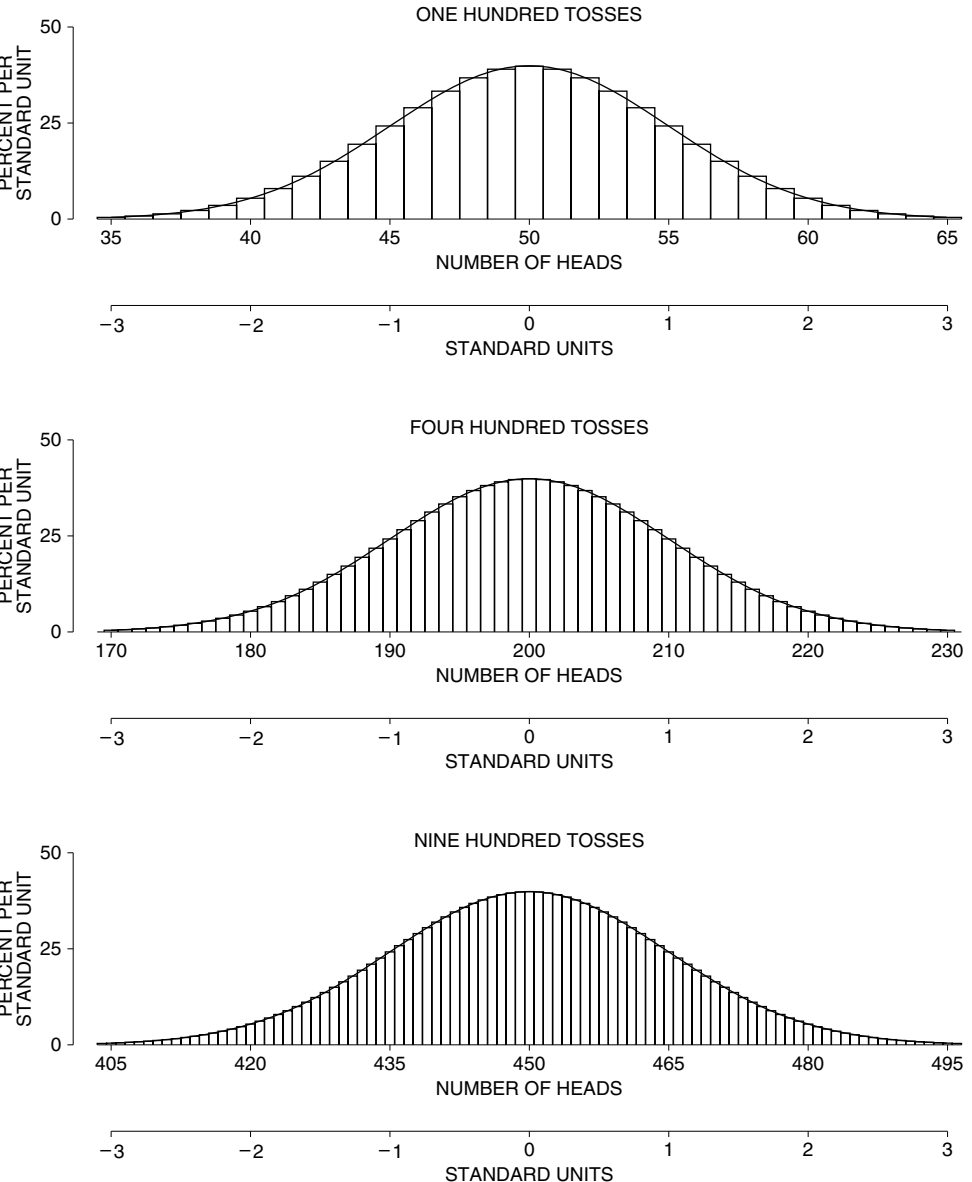 ONE HUNDRED TOSSES
PERCENT PER
STANDARD UNIT
50
25
0
35 40 45 50 55 60 65
NUMBER OF HEADS
−3 −2 −1 0 1 2 3
STANDARD UNITS
FOUR HUNDRED TOSSES
PERCENT PER
STANDARD UNIT
50
25
0
170 180 190 200 210 220 230
NUMBER OF HEADS
−3 −2 −1 0 1 2 3
STANDARD UNITS
NINE HUNDRED TOSSES
PERCENT PER
STANDARD UNIT
50
25
0
405 420 435 450 465 480 495
NUMBER OF HEADS
−3 −2 −1 0 1 2 3
STANDARD UNITS